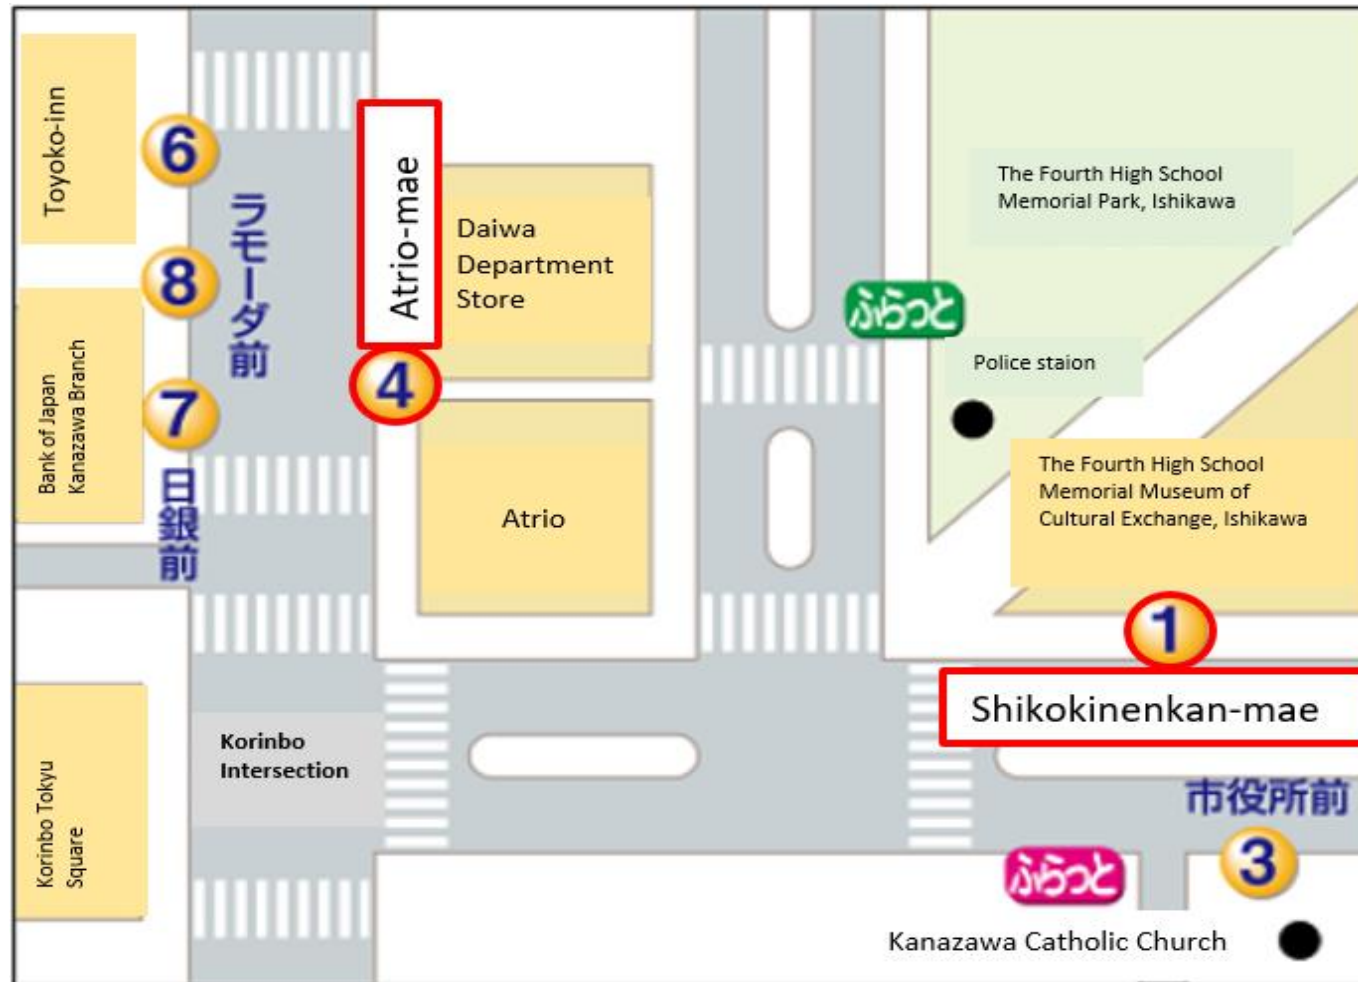 Toyoko-inn
6
ラモーダ前
8
Bank of Japan
Kanazawa Branch
7
日銀前
Atrio-mae
4
Daiwa
Department
Store
Atrio
ふらっと
The Fourth High School
Memorial Park, Ishikawa
Police staion
The Fourth High School
Memorial Museum of
Cultural Exchange, Ishikawa
1
Shikokinenkan-mae
Korinbo
Intersection
Korinbo Tokyu
Square
市役所前
3
ふらっと
Kanazawa Catholic Church